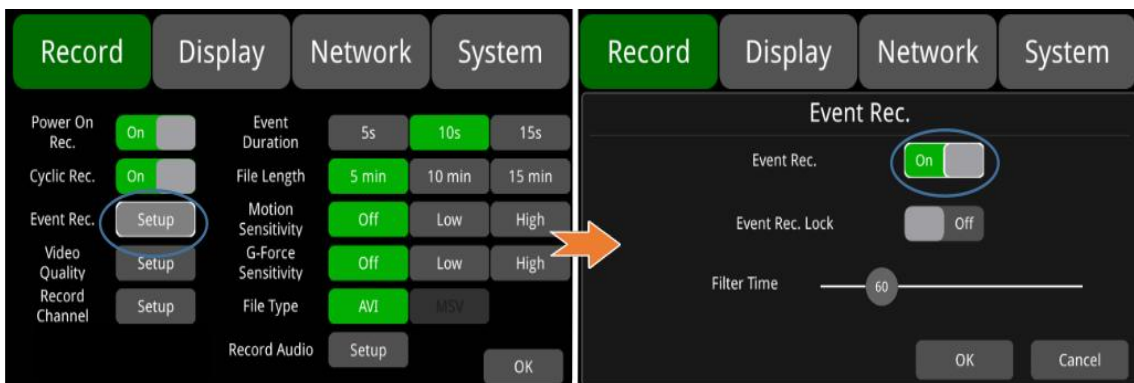 Record Display Network System
Power On Rec. On Event Duration 5s 10s 15s
Cyclic Rec. On File Length 5 min 10 min 15 min
Event Rec. Setup Motion Sensitivity Off Low High
Video Quality Setup G-Force Sensitivity Off Low High
Record Channel Setup File Type AVI MSV
Record Audio Setup
OK
Record Display Network System
Event Rec.
Event Rec. On
Event Rec. Lock Off
Filter Time 60
OK Cancel